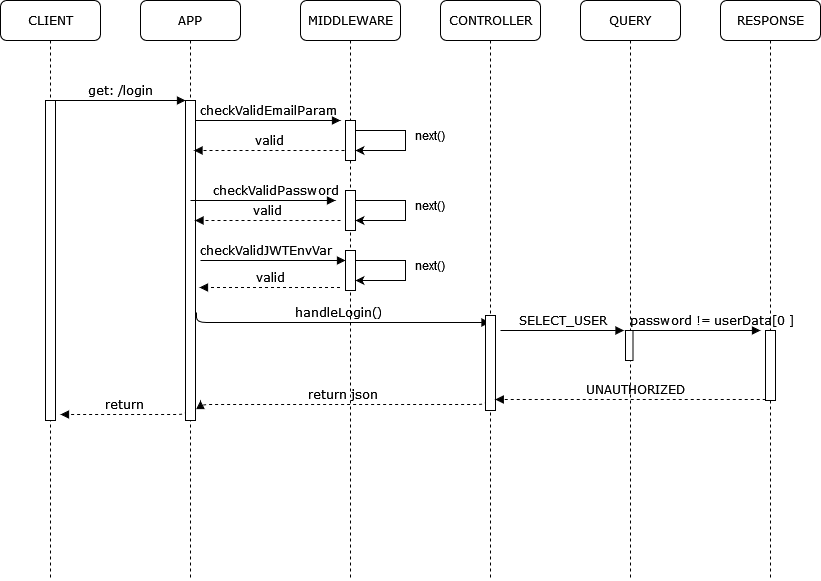 CLIENT
APP
MIDDLEWARE
CONTROLLER
QUERY
RESPONSE
get: /login
checkValidEmailParam
next()
valid
checkValidPassword
next()
valid
checkValidJWTEnvVar
next()
valid
handleLogin()
SELECT_USER
password != userData[0 ]
UNAUTHORIZED
return json
return